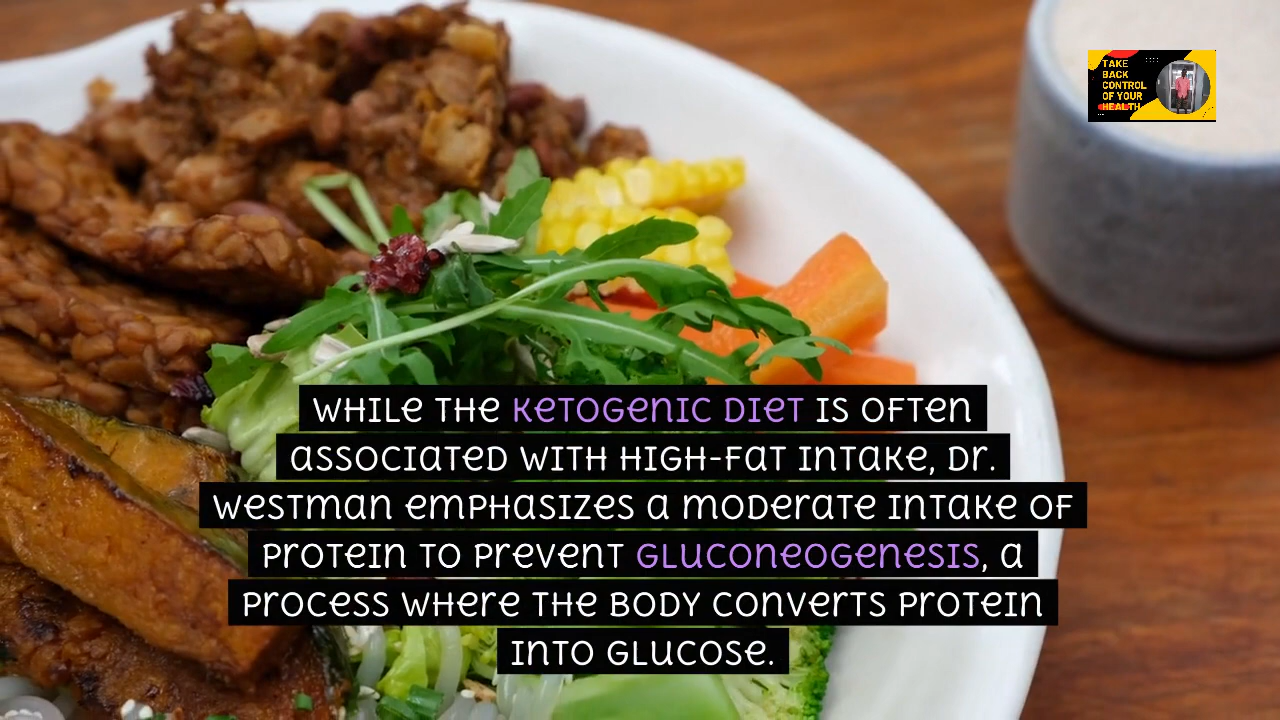 TAKE
BACK
CONTROL
OF YOUR
HEALTH
WHILE THE KETOGENIC DIET IS OFTEN
ASSOCIATED WITH HIGH-FAT INTAKE, DR.
WESTMAN EMPHASIZES A MODERATE INTAKE OF
PROTEIN TO PREVENT GLUCONEOGENESIS, A
PROCESS WHERE THE BODY CONVERTS PROTEIN
INTO GLUCOSE.